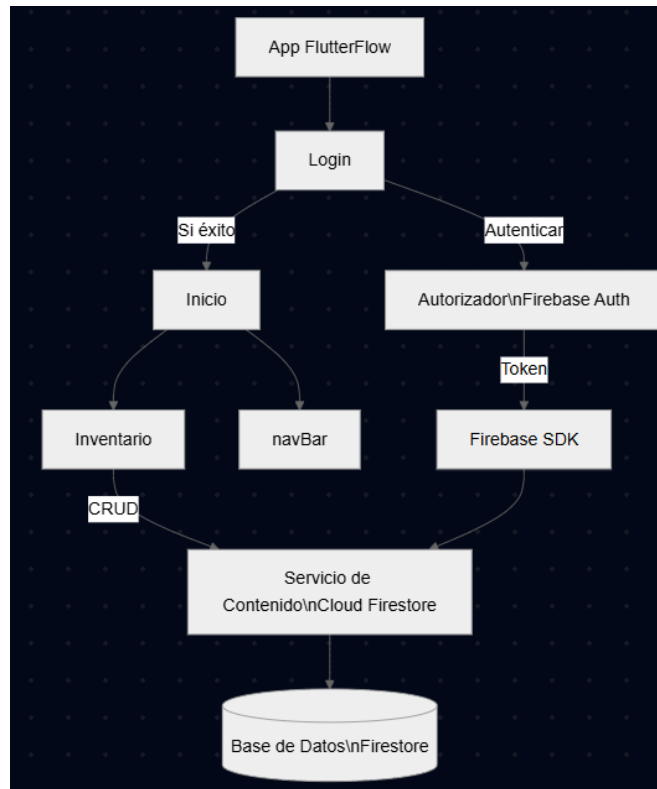 App FlutterFlow
Login
Si éxito
Autenticar
Inicio
Autorizador\nFirebase Auth
Token
Inventario
navBar
Firebase SDK
CRUD
Servicio de
Contenido\nCloud Firestore
Base de Datos\nFirestore